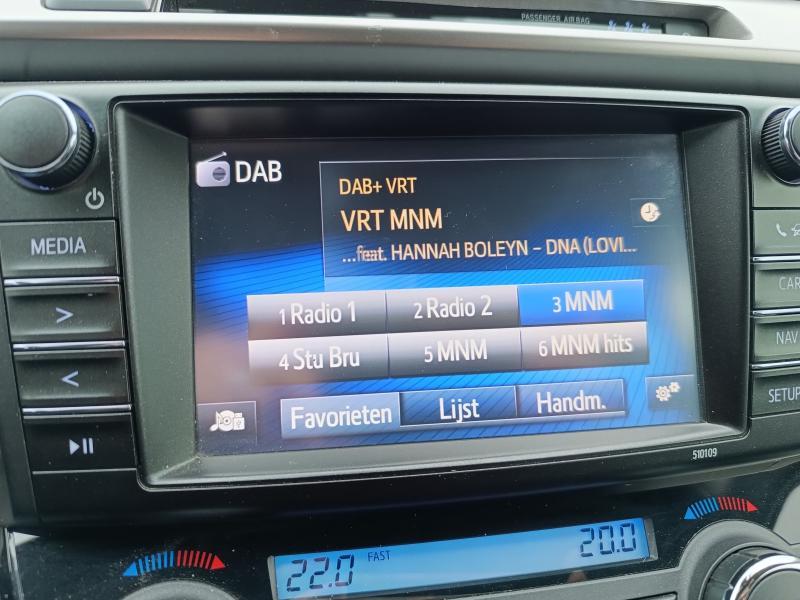 PASSENGER AIRBAG
DAB
DAB+ VRT
VRT MNM
...feat. HANNAH BOLEYN – DNA (LOVI...
MEDIA
>
<
1 Radio 1
2 Radio 2
3 MNM
4 Stu Bru
5 MNM
6 MNM hits
Favorieten
Lijst
Handm.
CAR
NAV
SETUP
510109
22.0
FAST
20.0